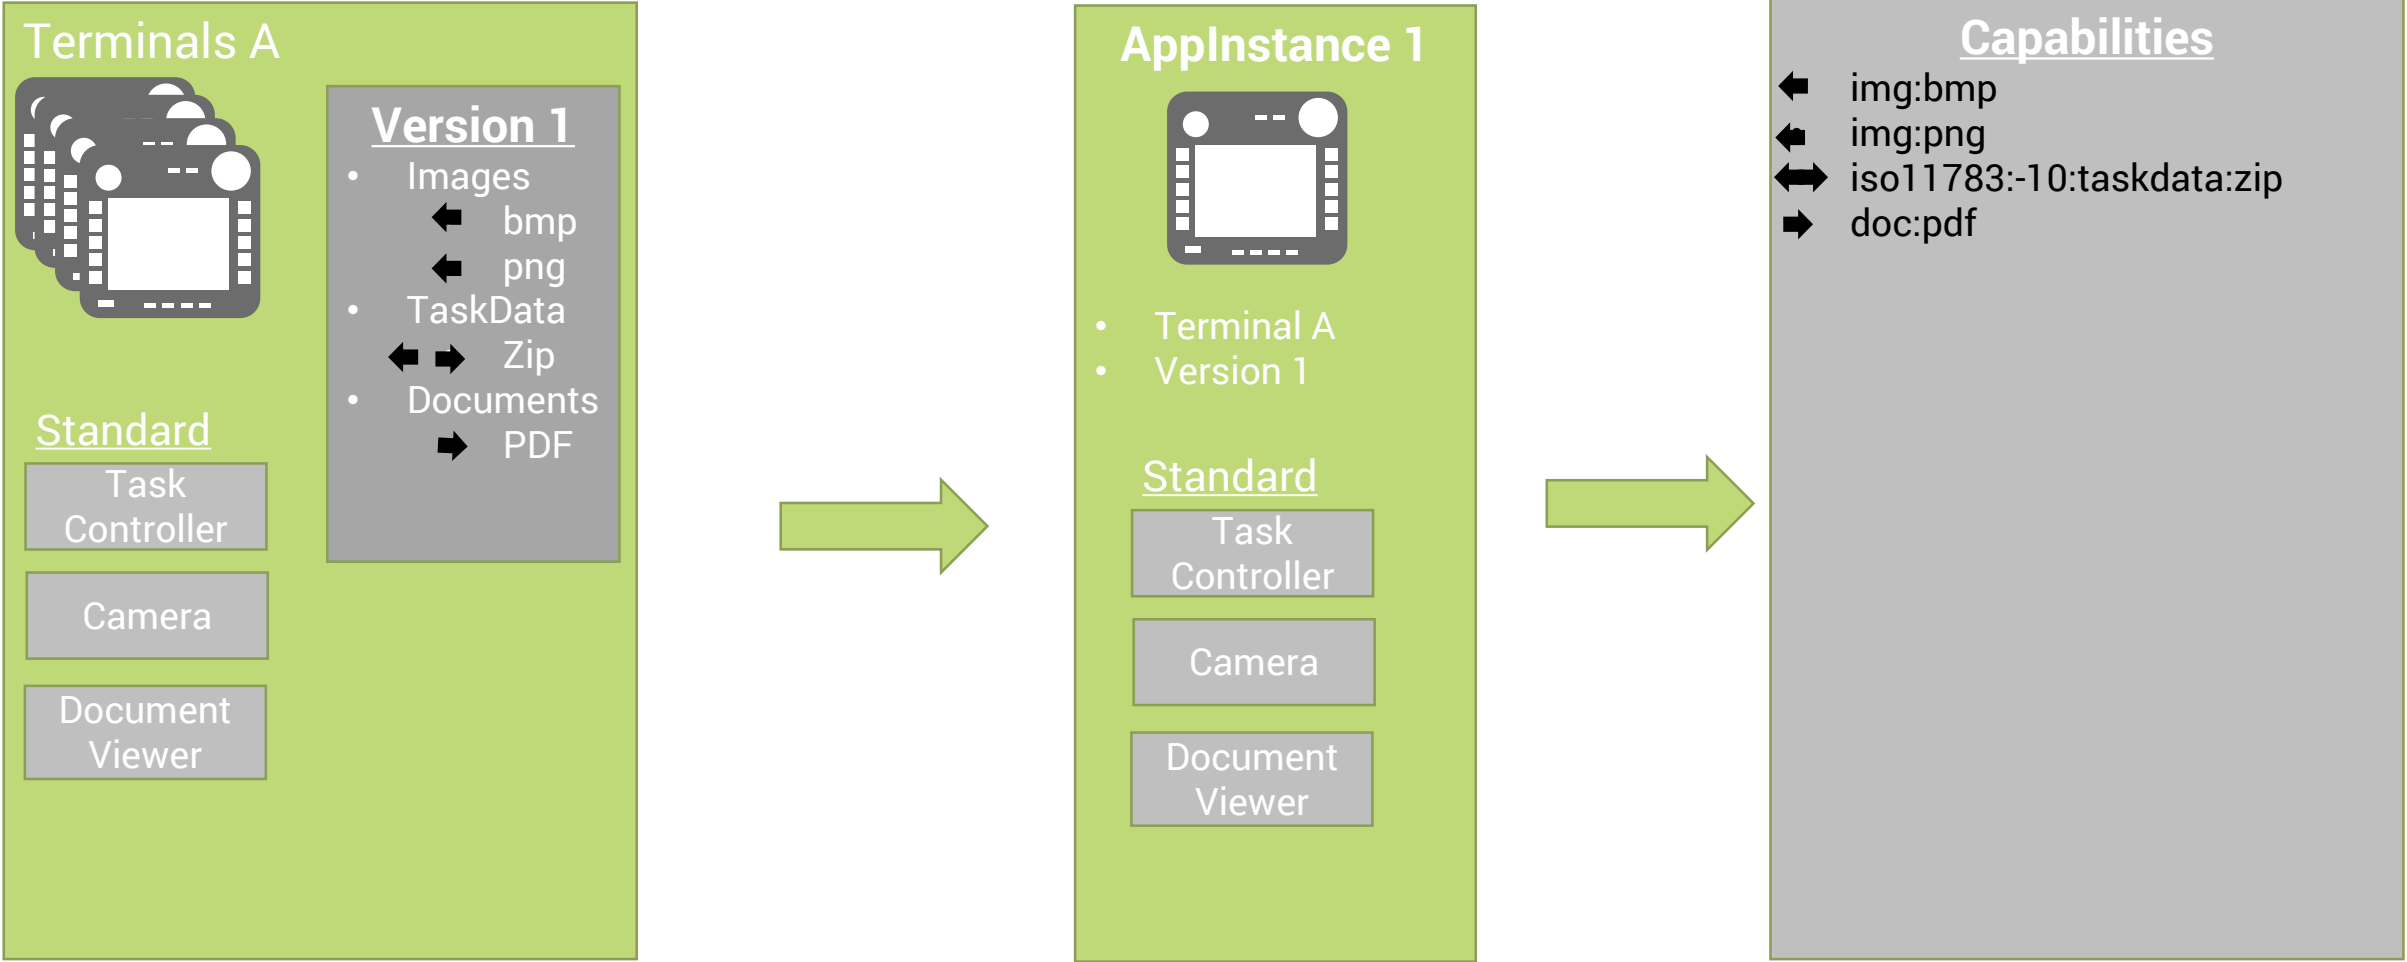 Terminals A
Version 1
• Images
bmp
png
• TaskData
Zip
• Documents
PDF
Standard
Task
Controller
Camera
Document
Viewer
AppInstance 1
• Terminal A
• Version 1
Standard
Task
Controller
Camera
Document
Viewer
Capabilities
img:bmp
img:png
iso11783:-10:taskdata:zip
doc:pdf